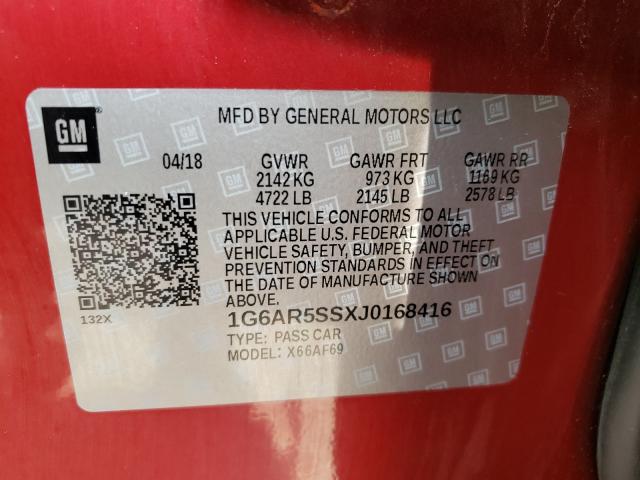 GM
MFD BY GENERAL MOTORS LLC
04/18 GVWR GAWR FRT GAWR RR
2142 KG 973 KG 1169 KG
4722 LB 2145 LB 2578 LB
THIS VEHICLE CONFORMS TO ALL
APPLICABLE U.S. FEDERAL MOTOR
VEHICLE SAFETY, BUMPER, AND THEFT
PREVENTION STANDARDS IN EFFECT ON
THE DATE OF MANUFACTURE SHOWN
ABOVE.
132X
1G6AR5SSXJ0168416
TYPE: PASS CAR
MODEL: X66AF69